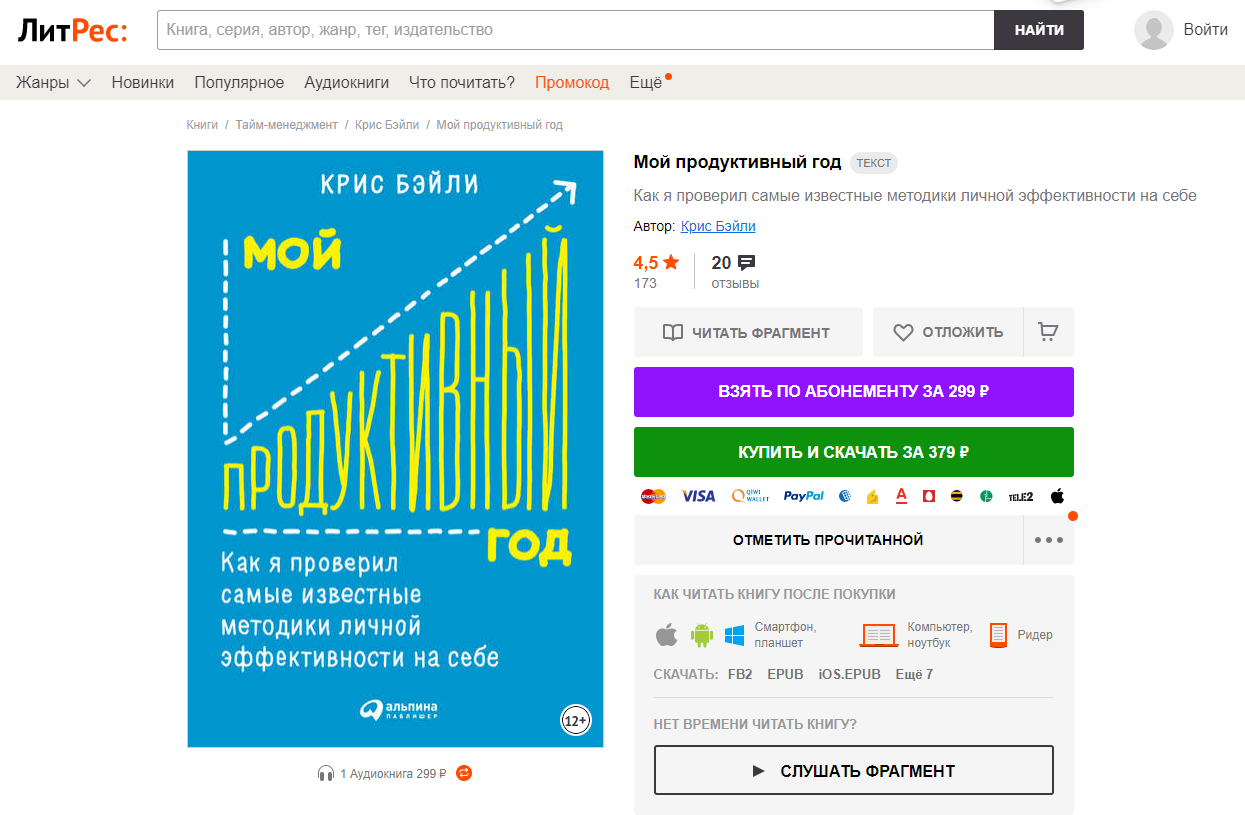 ЛитРес:
Книга, серия, автор, жанр, тег, издательство
НАЙТИ
Войти
Жанры Новинки Популярное Аудиокниги Что почитать? Промокод Ещё
Книги / Тайм-менеджмент / Крис Бэйли / Мой продуктивный год
КРИС БЭЙЛИ
МОЙ
ПРОДУКТИВНЫЙ
ГОД
Как я проверил
самые известные
методики личной
эффективности на себе
альпина
ПАБЛИШЕР
12+
1 Аудиокнига 299 ₽
Мой продуктивный год ТЕКСТ
Как я проверил самые известные методики личной эффективности на себе
Автор: Крис Бэйли
4,5 20
173 отзывы
ЧИТАТЬ ФРАГМЕНТ ОТЛОЖИТЬ
ВЗЯТЬ ПО АБОНЕМЕНТУ ЗА 299 ₽
КУПИТЬ И СКАЧАТЬ ЗА 379 ₽
MasterCard VISA QIWI WALLET PayPal A TELE2
ОТМЕТИТЬ ПРОЧИТАННОЙ
КАК ЧИТАТЬ КНИГУ ПОСЛЕ ПОКУПКИ
Смартфон, планшет
Компьютер, ноутбук
Ридер
СКАЧАТЬ: FB2 EPUB iOS.EPUB Ещё 7
НЕТ ВРЕМЕНИ ЧИТАТЬ КНИГУ?
СЛУШАТЬ ФРАГМЕНТ